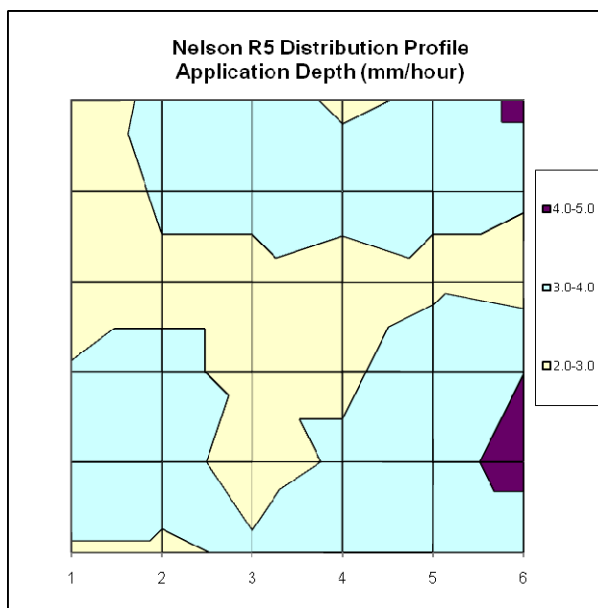 Nelson R5 Distribution Profile
Application Depth (mm/hour)
4.0-5.0
3.0-4.0
2.0-3.0
1 2 3 4 5 6